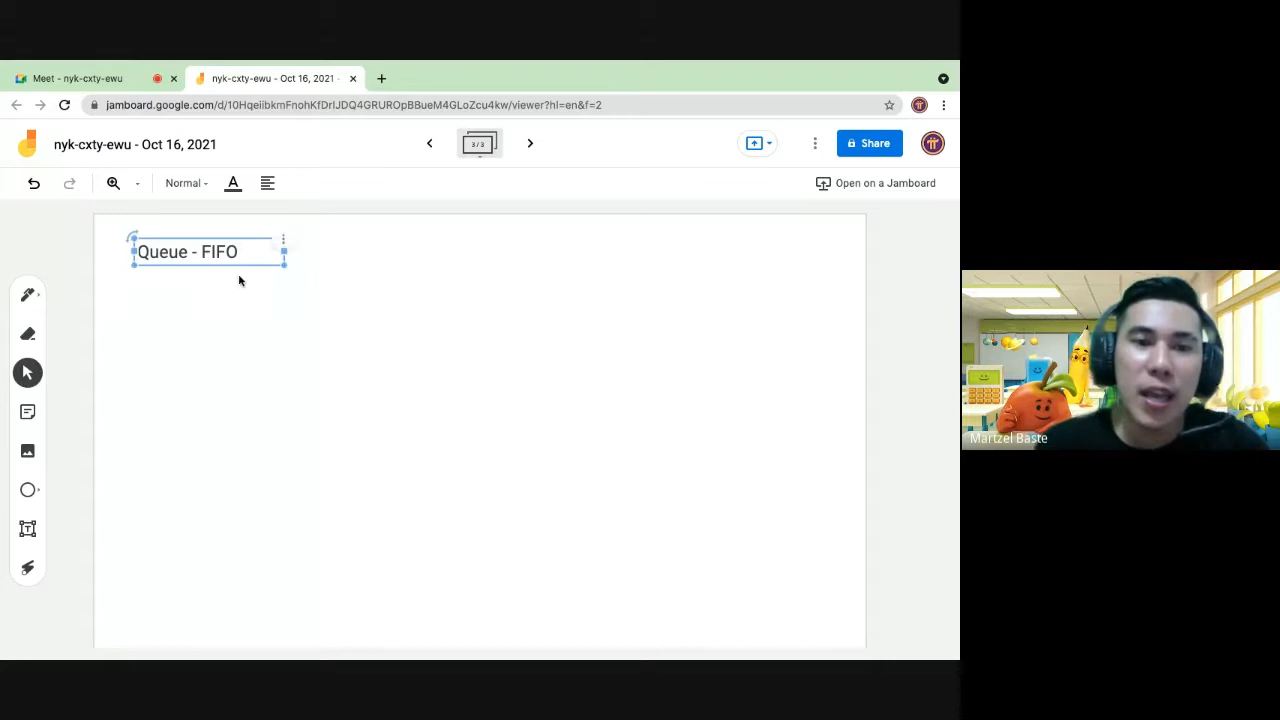 Meet - nyk-cxty-ewu
nyk-cxty-ewu - Oct 16, 2021 -
jamboard.google.com/d/10HqeiibkmFnohKfDrIJDQ4GRUROpBBueM4GLoZcu4kw/viewer?hl=en&f=2
nyk-cxty-ewu - Oct 16, 2021
3 / 3
Share
Normal
A
Open on a Jamboard
Queue - FIFO
T
Martzel Baste